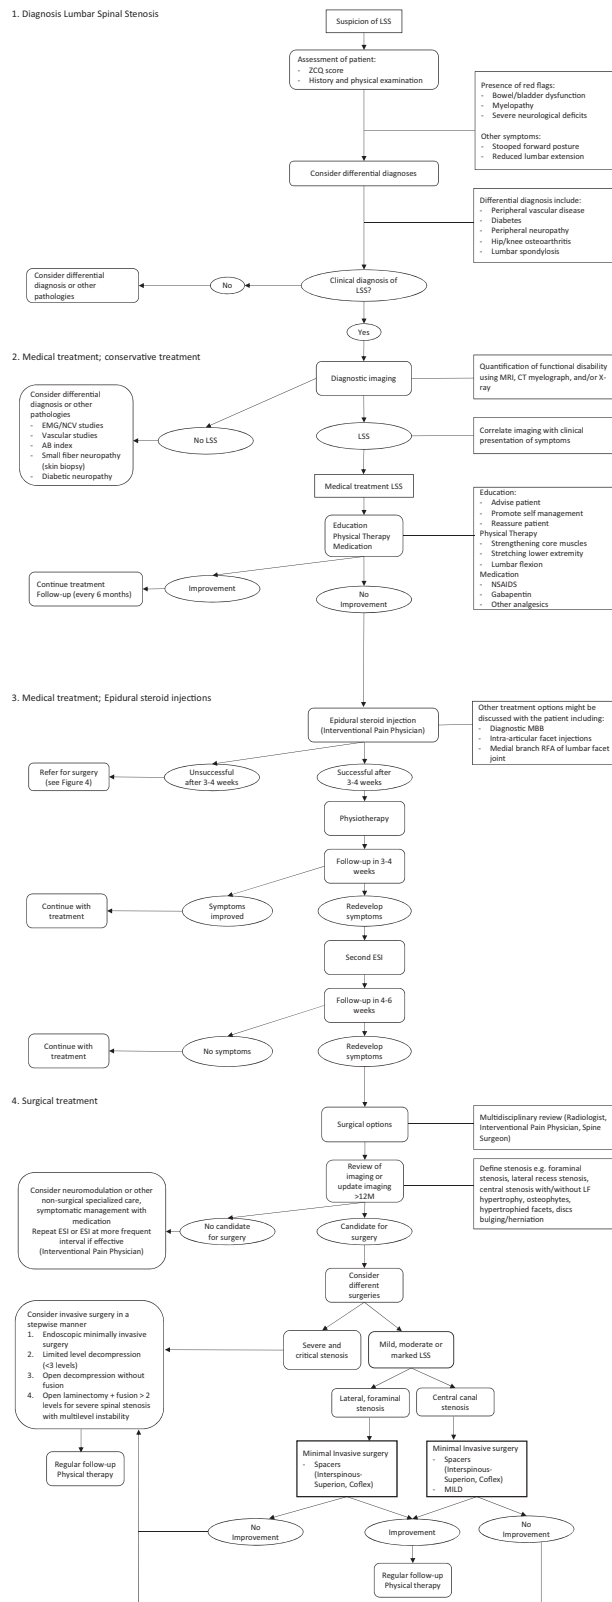 1. Diagnosis Lumbar Spinal Stenosis
Suspicion of LSS
Assessment of patient:
- ZCQ score
- History and physical examination
Presence of red flags:
- Bowel/bladder dysfunction
- Myelopathy
- Severe neurological deficits
Other symptoms:
- Stooped forward posture
- Reduced lumbar extension
Consider differential diagnoses
Differential diagnosis include:
- Peripheral vascular disease
- Diabetes
- Peripheral neuropathy
- Hip/knee osteoarthritis
- Lumbar spondylosis
Clinical diagnosis of
LSS?
No
Consider differential
diagnosis or other
pathologies
Yes
2. Medical treatment; conservative treatment
Diagnostic imaging
Quantification of functional disability
using MRI, CT myelograph, and/or X-
ray
Consider differential
diagnosis or other
pathologies
- EMG/NCV studies
- Vascular studies
- AB index
- Small fiber neuropathy
(skin biopsy)
- Diabetic neuropathy
No LSS
LSS
Correlate imaging with clinical
presentation of symptoms
Medical treatment LSS
Education
Physical Therapy
Medication
Education:
- Advise patient
- Promote self management
- Reassure patient
Physical Therapy
- Strengthening core muscles
- Stretching lower extremity
- Lumbar flexion
Medication
- NSAIDS
- Gabapentin
- Other analgesics
Continue treatment
Follow-up (every 6 months)
Improvement
No
Improvement
3. Medical treatment; Epidural steroid injections
Epidural steroid injection
(Interventional Pain Physician)
Other treatment options might be
discussed with the patient including:
- Diagnostic MBB
- Intra-articular facet injections
- Medial branch RFA of lumbar facet
joint
Refer for surgery
(see Figure 4)
Unsuccessful
after 3-4 weeks
Successful after
3-4 weeks
Physiotherapy
Follow-up in 3-4
weeks
Continue with
treatment
Symptoms
improved
Redevelop
symptoms
Second ESI
Follow-up in 4-6
weeks
Continue with
treatment
No symptoms
Redevelop
symptoms
4. Surgical treatment
Surgical options
Multidisciplinary review (Radiologist,
Interventional Pain Physician, Spine
Surgeon)
Review of
imaging or
update imaging
>12M
Define stenosis e.g. foraminal
stenosis, lateral recess stenosis,
central stenosis with/without LF
hypertrophy, osteophytes,
hypertrophied facets, discs
bulging/herniation
Consider neuromodulation or other
non-surgical specialized care,
symptomatic management with
medication
Repeat ESI or ESI at more frequent
interval if effective
(Interventional Pain Physician)
No candidate
for surgery
Candidate for
surgery
Consider
different
surgeries
Consider invasive surgery in a
stepwise manner
1. Endoscopic minimally invasive
surgery
2. Limited level decompression
(<3 levels)
3. Open decompression without
fusion
4. Open laminectomy + fusion > 2
levels for severe spinal stenosis
with multilevel instability
Severe and
critical stenosis
Mild, moderate or
marked LSS
Lateral, foraminal
stenosis
Central canal
stenosis
Regular follow-up
Physical therapy
Minimal Invasive surgery
- Spacers
(Interspinous-
Superion, Coflex)
Minimal Invasive surgery
- Spacers
(Interspinous-
Superion, Coflex)
- MILD
No
Improvement
Improvement
No
Improvement
Regular follow-up
Physical therapy